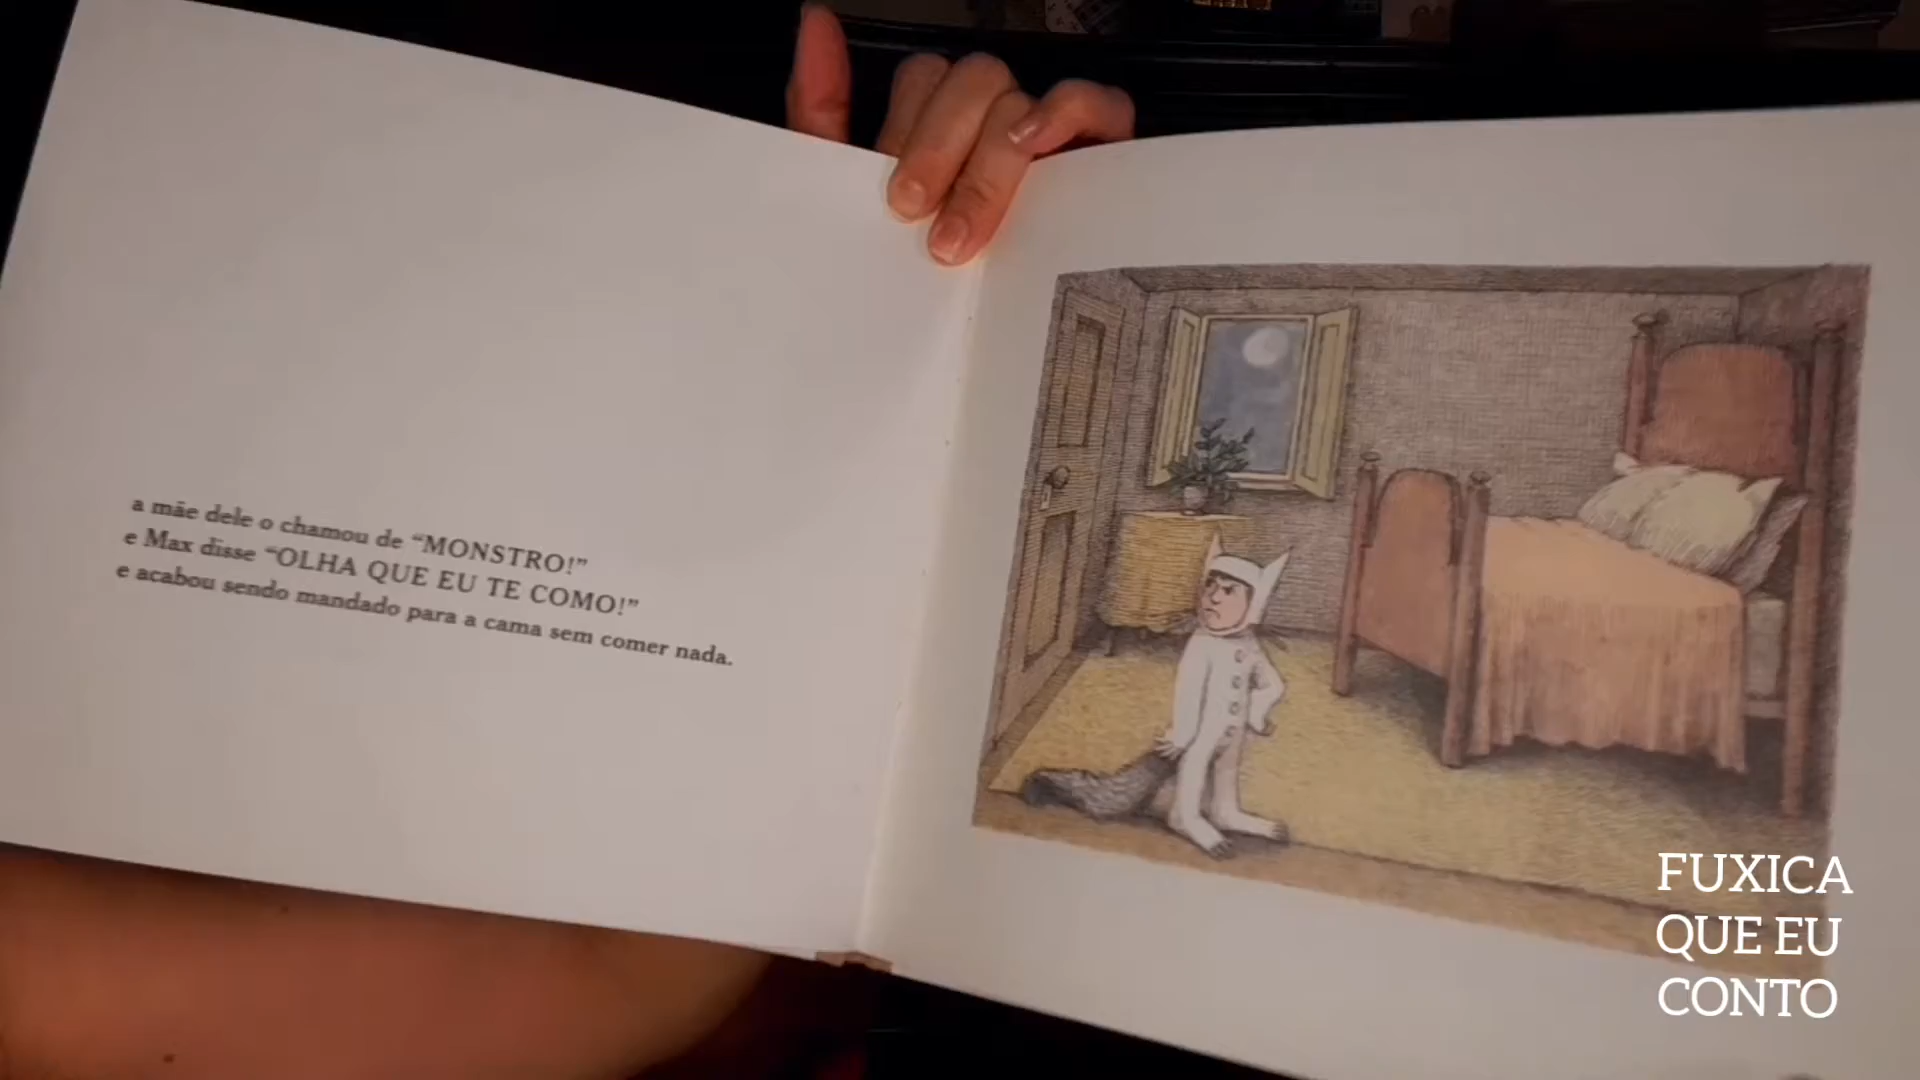 a mãe dele o chamou de “MONSTRO!”
e Max disse “OLHA QUE EU TE COMO!”
e acabou sendo mandado para a cama sem comer nada.
FUXICA
QUE EU
CONTO